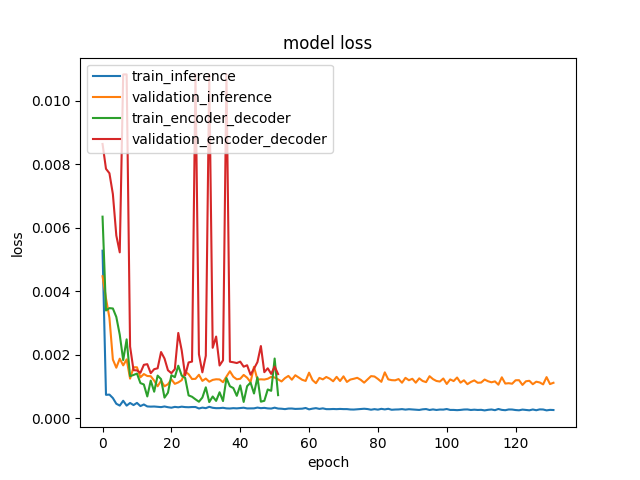 model loss
train_inference
validation_inference
train_encoder_decoder
validation_encoder_decoder
loss
0.010
0.008
0.006
0.004
0.002
0.000
0 20 40 60 80 100 120
epoch